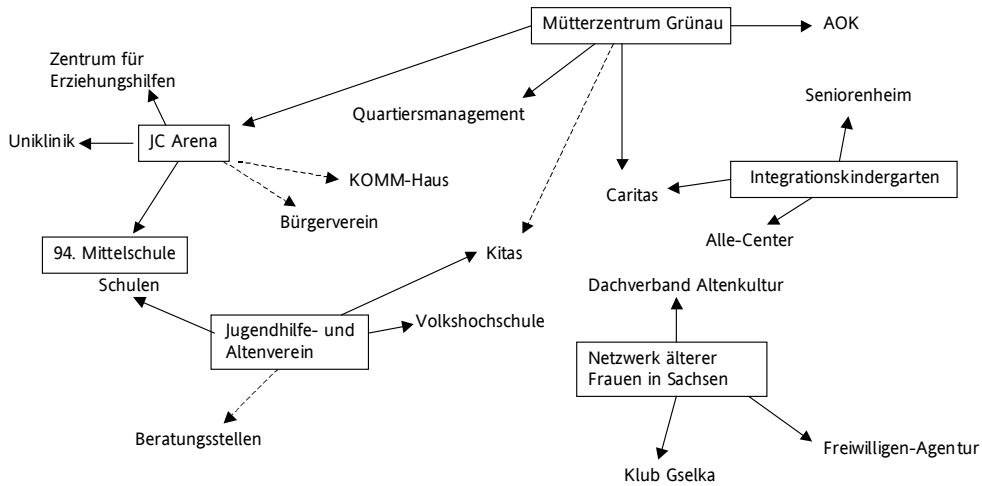 Mütterzentrum Grünau
AOK
Zentrum für
Erziehungshilfen
Quartiersmanagement
Seniorenheim
Uniklinik
JC Arena
KOMM-Haus
Integrationskindergarten
Caritas
Bürgerverein
Alle-Center
94. Mittelschule
Kitas
Schulen
Dachverband Altenkultur
Jugendhilfe- und
Altenverein
Volkshochschule
Netzwerk älterer
Frauen in Sachsen
Beratungsstellen
Freiwilligen-Agentur
Klub Gselka